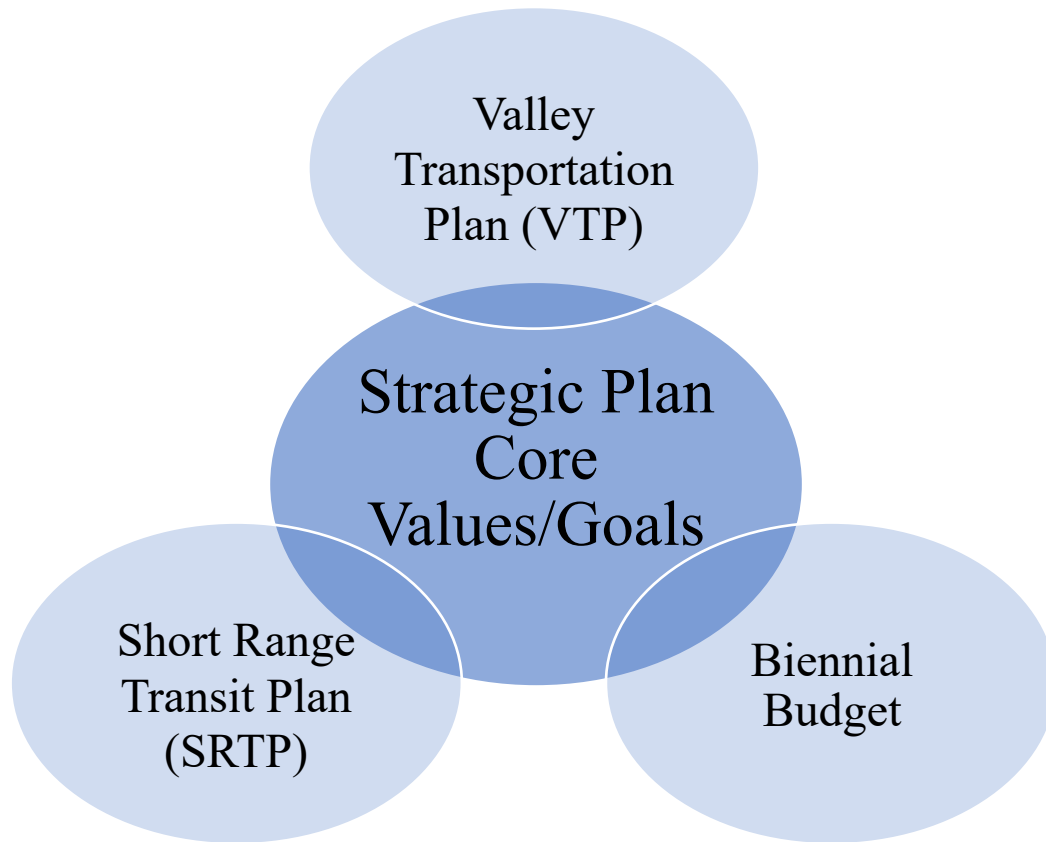 Valley
Transportation
Plan (VTP)
Strategic Plan
Core
Values/Goals
Short Range
Transit Plan
(SRTP)
Biennial
Budget